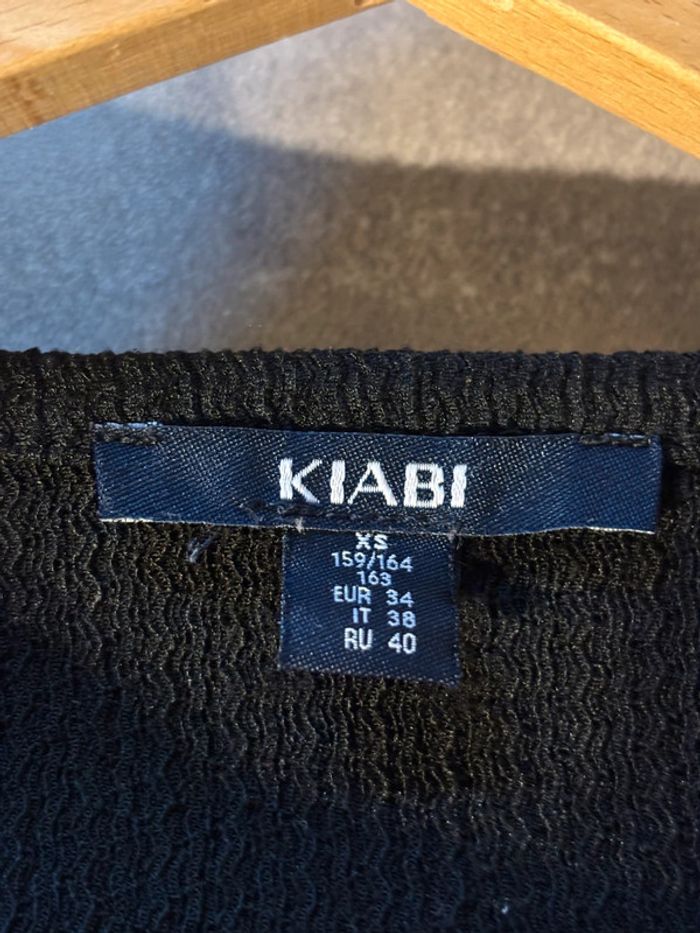 KIABI
XS
159/164
163
EUR 34
IT 38
RU 40